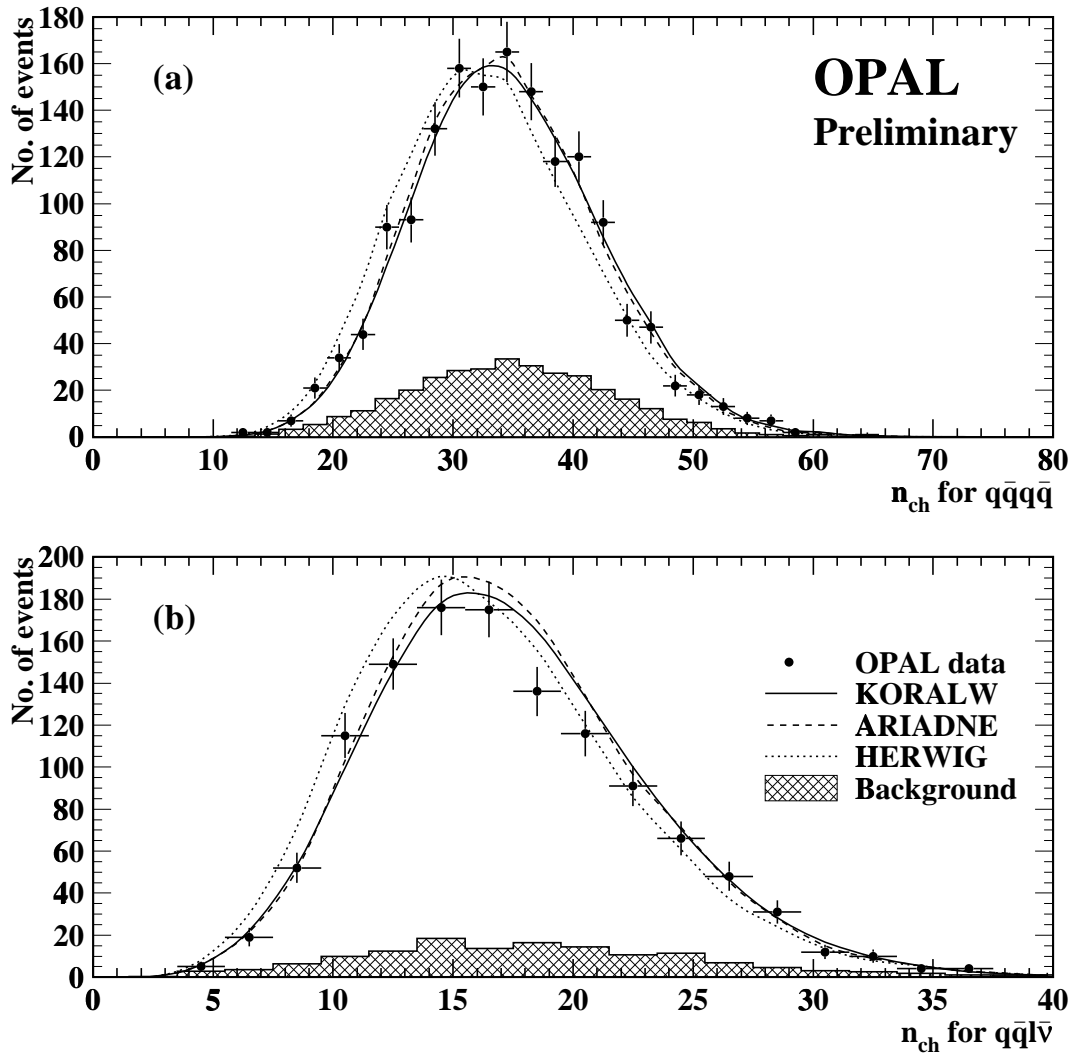 No. of events
180
160
140
120
100
80
60
40
20
0
(a)
OPAL
Preliminary
0 10 20 30 40 50 60 70 80
n_ch for qq̄qq̄
No. of events
200
180
160
140
120
100
80
60
40
20
0
(b)
OPAL data
KORALW
ARIADNE
HERWIG
Background
0 5 10 15 20 25 30 35 40
n_ch for qq̄lν̄